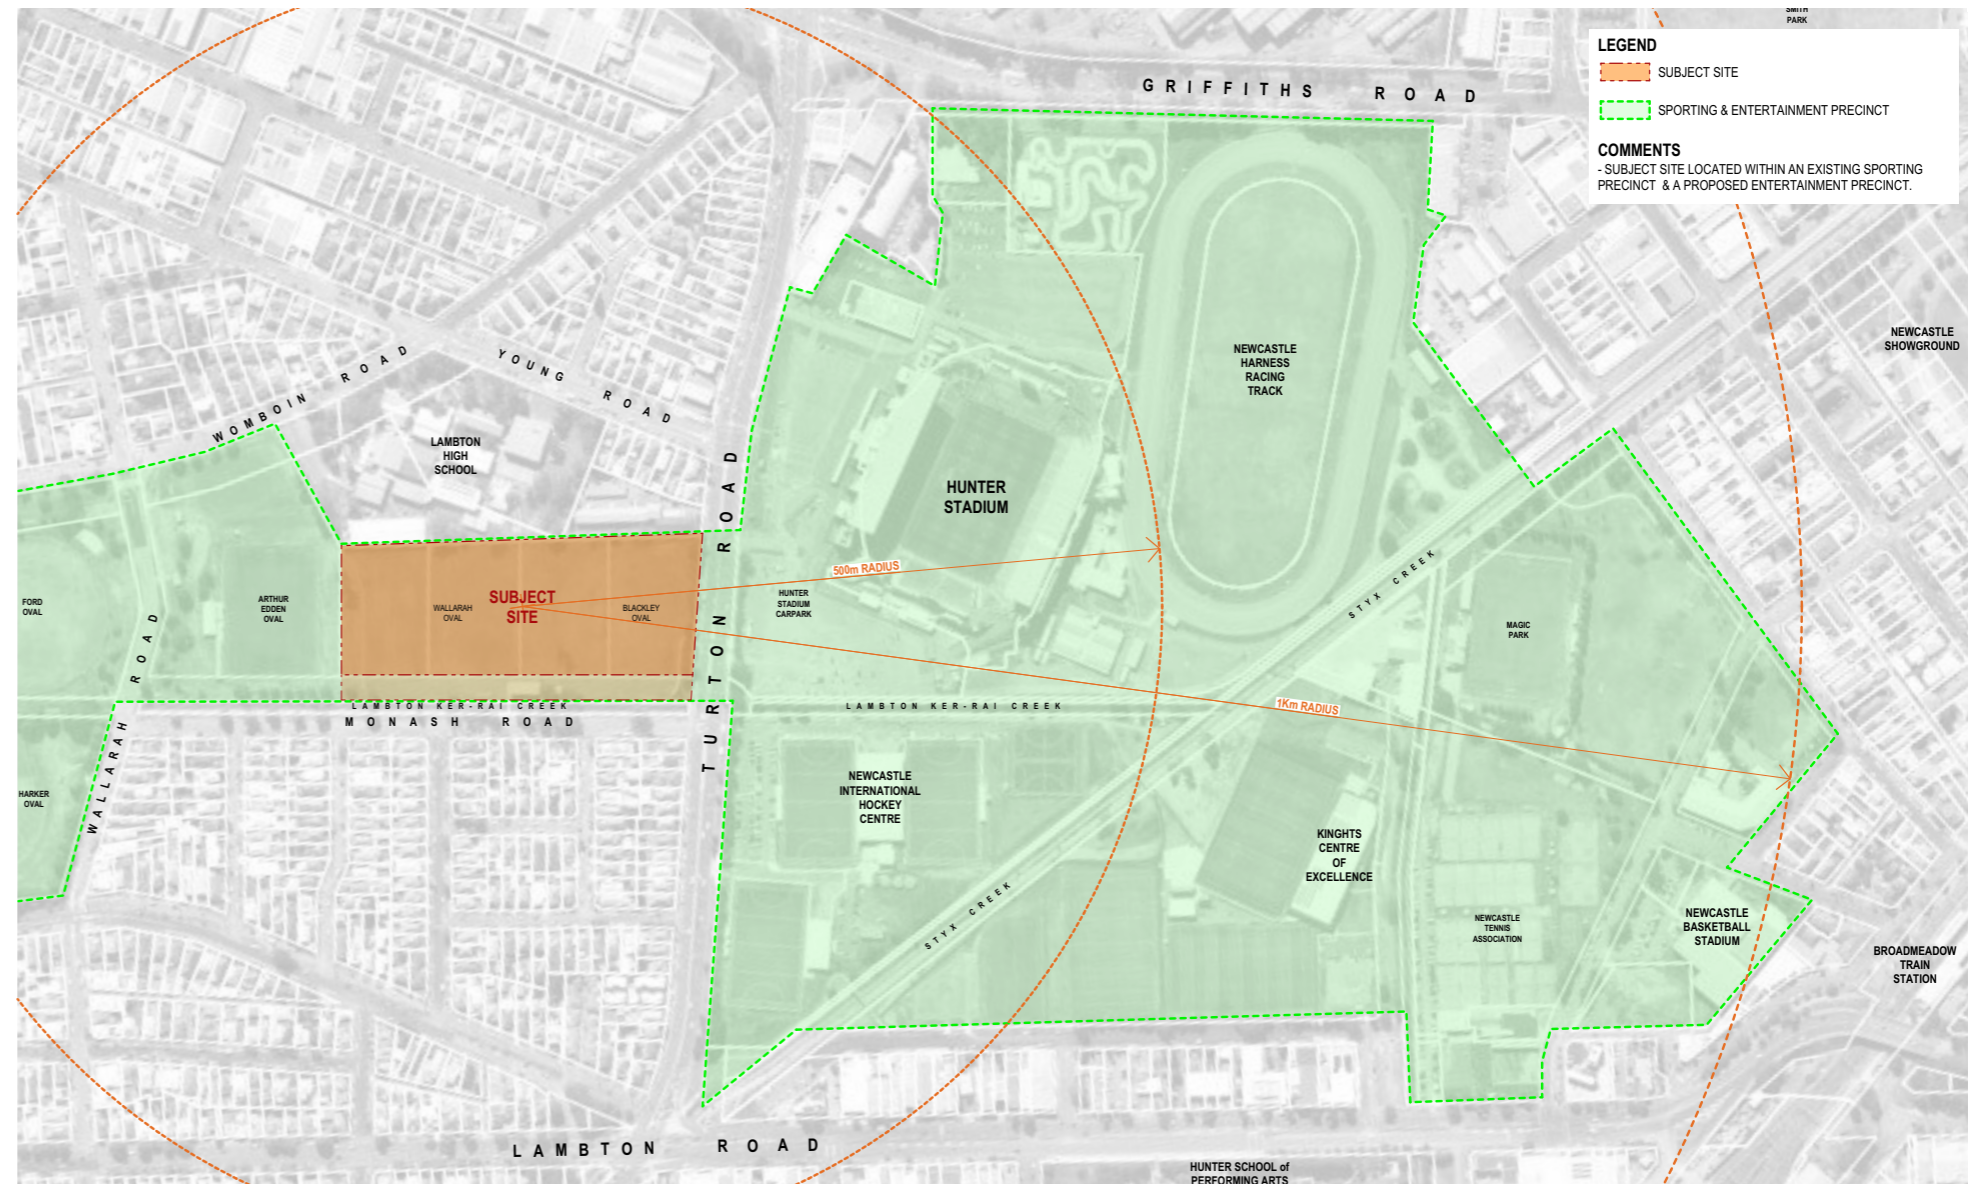 SMITH
PARK
LEGEND
SUBJECT SITE
SPORTING & ENTERTAINMENT PRECINCT
COMMENTS
- SUBJECT SITE LOCATED WITHIN AN EXISTING SPORTING
PRECINCT & A PROPOSED ENTERTAINMENT PRECINCT.
GRIFFITHS ROAD
NEWCASTLE
SHOWGROUND
NEWCASTLE
HARNESS
RACING
TRACK
WOMBOIN ROAD
YOUNG ROAD
LAMBTON
HIGH
SCHOOL
HUNTER
STADIUM
TURTON ROAD
500m RADIUS
STYX CREEK
FORD
OVAL
ARTHUR
EDDEN
OVAL
WALLARAH
OVAL
SUBJECT
SITE
BLACKLEY
OVAL
HUNTER
STADIUM
CARPARK
MAGIC
PARK
WALLARAH ROAD
LAMBTON KER-RAI CREEK
MONASH ROAD
LAMBTON KER-RAI CREEK
1Km RADIUS
HARKER
OVAL
NEWCASTLE
INTERNATIONAL
HOCKEY
CENTRE
KINGHTS
CENTRE
OF
EXCELLENCE
STYX CREEK
NEWCASTLE
TENNIS
ASSOCIATION
NEWCASTLE
BASKETBALL
STADIUM
BROADMEADOW
TRAIN
STATION
LAMBTON ROAD
HUNTER SCHOOL of
PERFORMING ARTS